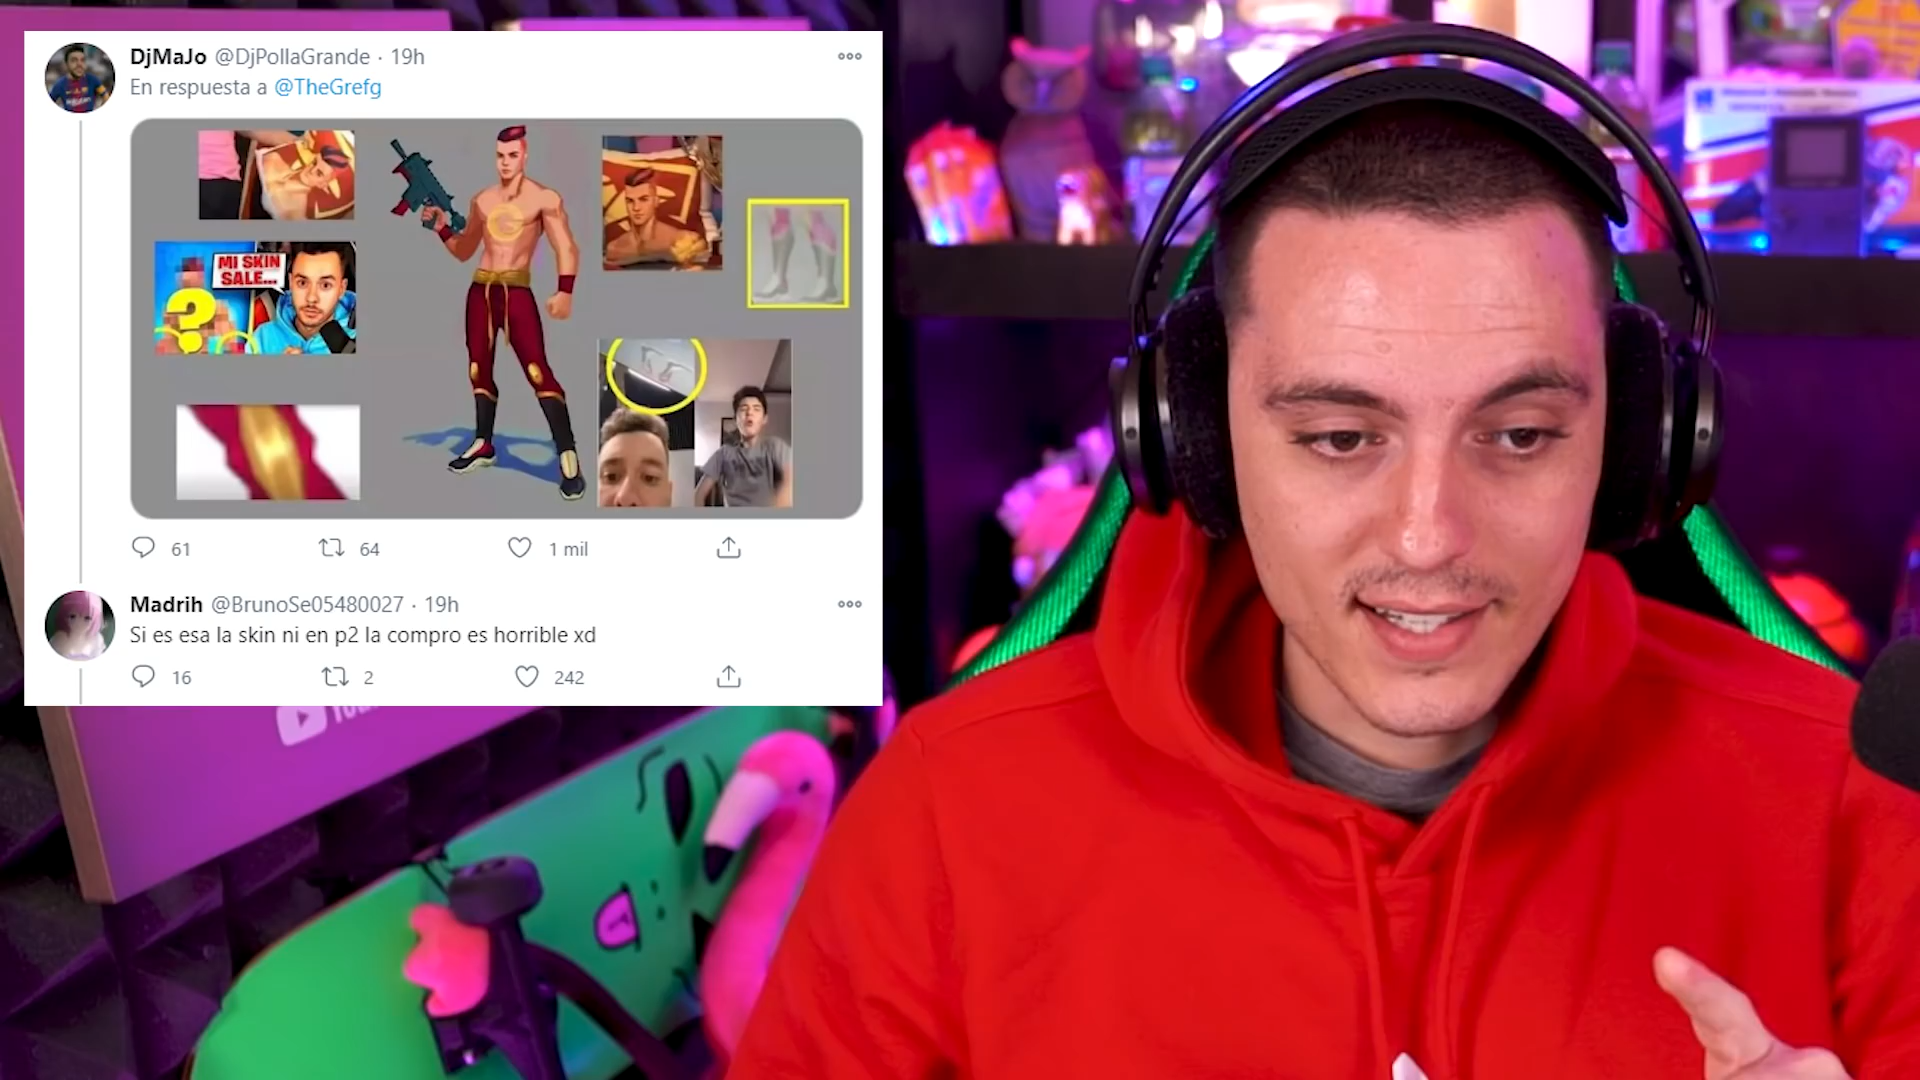 DjMaJo @DjPollaGrande · 19h
En respuesta a @TheGrefg
MI SKIN
SALE...
?
61 64 1 mil
Madrih @BrunoSe05480027 · 19h
Si es esa la skin ni en p2 la compro es horrible xd
16 2 242